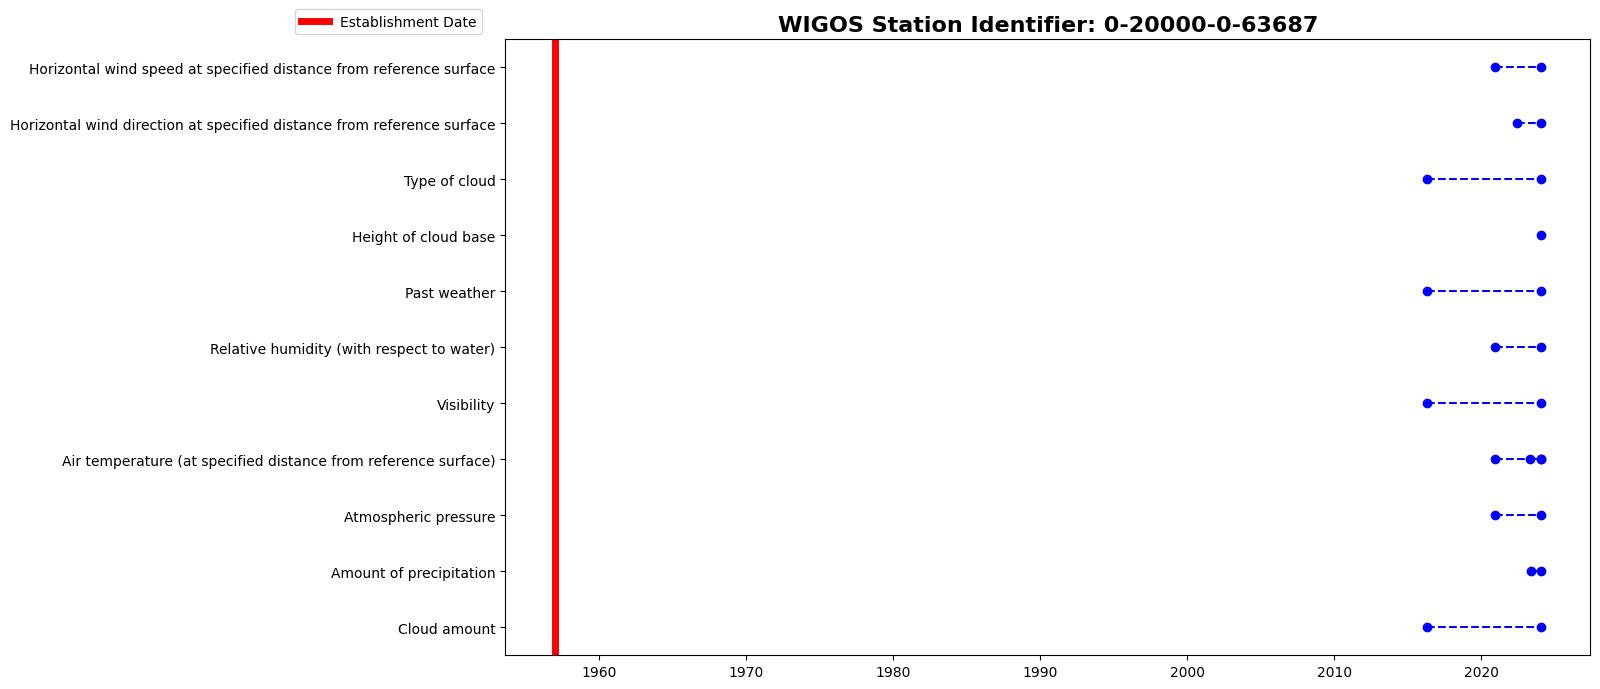 Establishment Date
WIGOS Station Identifier: 0-20000-0-63687
Horizontal wind speed at specified distance from reference surface
Horizontal wind direction at specified distance from reference surface
Type of cloud
Height of cloud base
Past weather
Relative humidity (with respect to water)
Visibility
Air temperature (at specified distance from reference surface)
Atmospheric pressure
Amount of precipitation
Cloud amount
1960 1970 1980 1990 2000 2010 2020